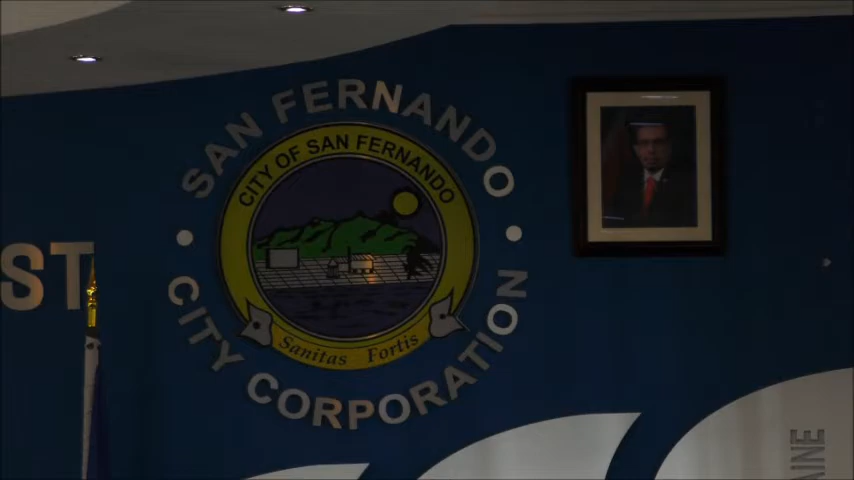 SAN FERNANDO
CITY OF SAN FERNANDO
ST
Sanitas Fortis
CITY CORPORATION